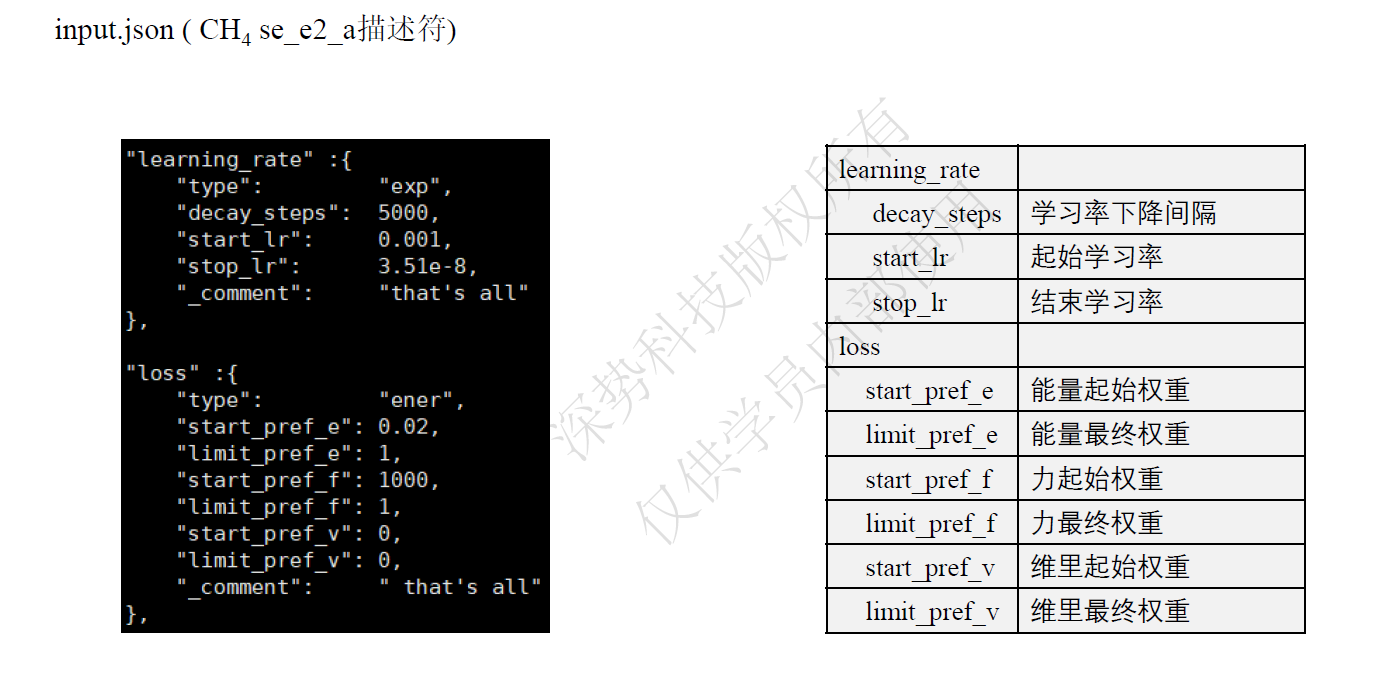 input.json ( CH4 se_e2_a描述符)
"learning_rate" :{
"type": "exp",
"decay_steps": 5000,
"start_lr": 0.001,
"stop_lr": 3.51e-8,
"_comment": "that's all"
},
"loss" :{
"type": "ener",
"start_pref_e": 0.02,
"limit_pref_e": 1,
"start_pref_f": 1000,
"limit_pref_f": 1,
"start_pref_v": 0,
"limit_pref_v": 0,
"_comment": " that's all"
},
learning_rate
decay_steps 学习率下降间隔
start_lr 起始学习率
stop_lr 结束学习率
loss
start_pref_e 能量起始权重
limit_pref_e 能量最终权重
start_pref_f 力起始权重
limit_pref_f 力最终权重
start_pref_v 维里起始权重
limit_pref_v 维里最终权重
深势科技版权所有
仅供学员内部使用